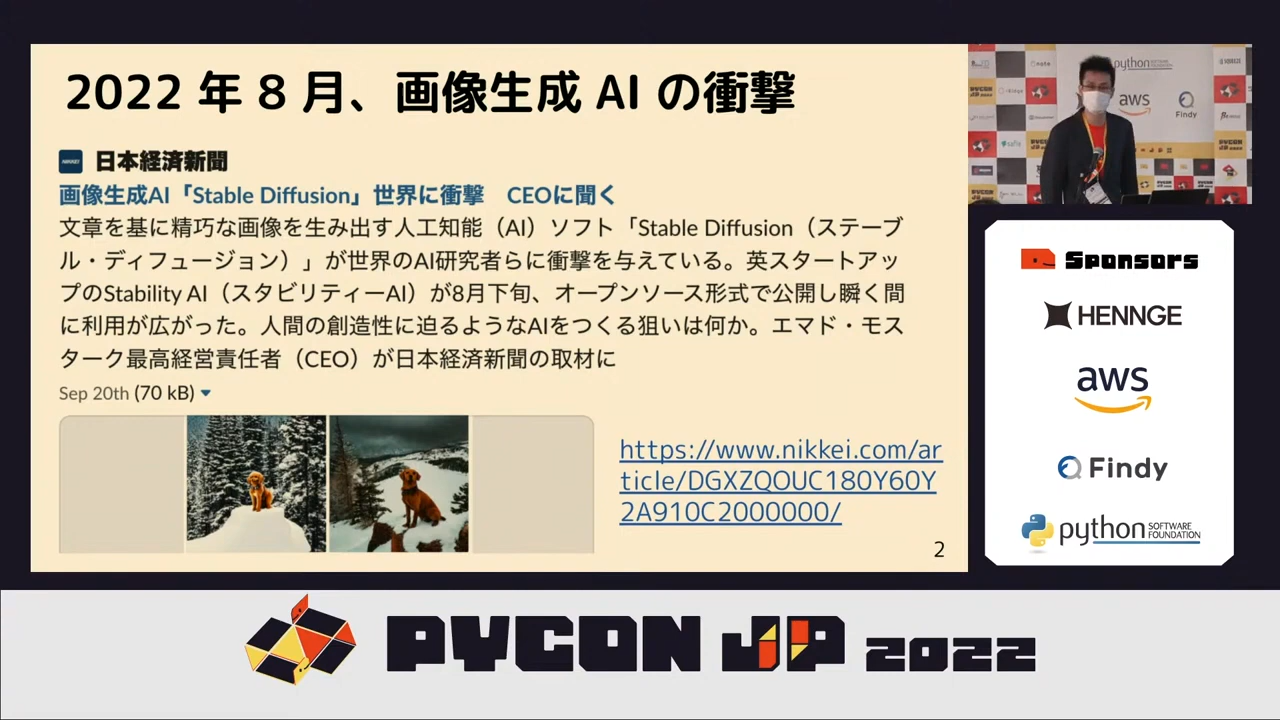 2022 年 8 月、画像生成 AI の衝撃
NIKKEI
日本経済新聞
画像生成AI「Stable Diffusion」世界に衝撃　CEOに聞く
文章を基に精巧な画像を生み出す人工知能（AI）ソフト「Stable Diffusion（ステーブ
ル・ディフュージョン）」が世界のAI研究者らに衝撃を与えている。英スタートアッ
プのStability AI（スタビリティーAI）が8月下旬、オープンソース形式で公開し瞬く間
に利用が広がった。人間の創造性に迫るようなAIをつくる狙いは何か。エマド・モス
ターク最高経営責任者（CEO）が日本経済新聞の取材に
Sep 20th (70 kB)
https://www.nikkei.com/ar
ticle/DGXZQOUC180Y60Y
2A910C2000000/
2
python
aws
Findy
Sponsors
HENNGE
aws
Findy
python SOFTWARE
FOUNDATION
PYCON JP 2022